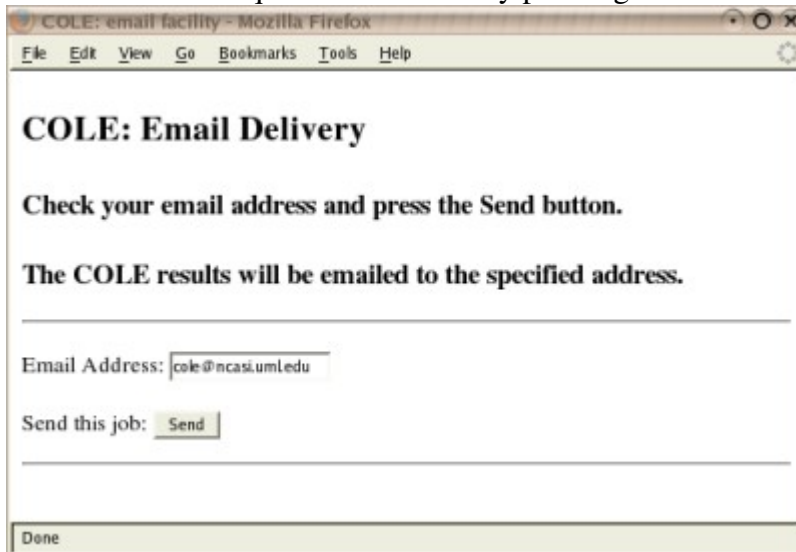 COLE: email facility - Mozilla Firefox
File Edit View Go Bookmarks Tools Help
COLE: Email Delivery
Check your email address and press the Send button.
The COLE results will be emailed to the specified address.
Email Address: cole@ncasi.uml.edu
Send this job: Send
Done